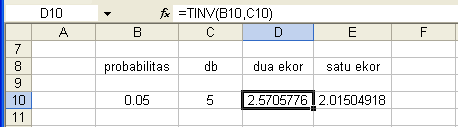 D10 fx =TINV(B10,C10)
A B C D E F
7
8 probabilitas db dua ekor satu ekor
9
10 0.05 5 2.5705776 2.01504918